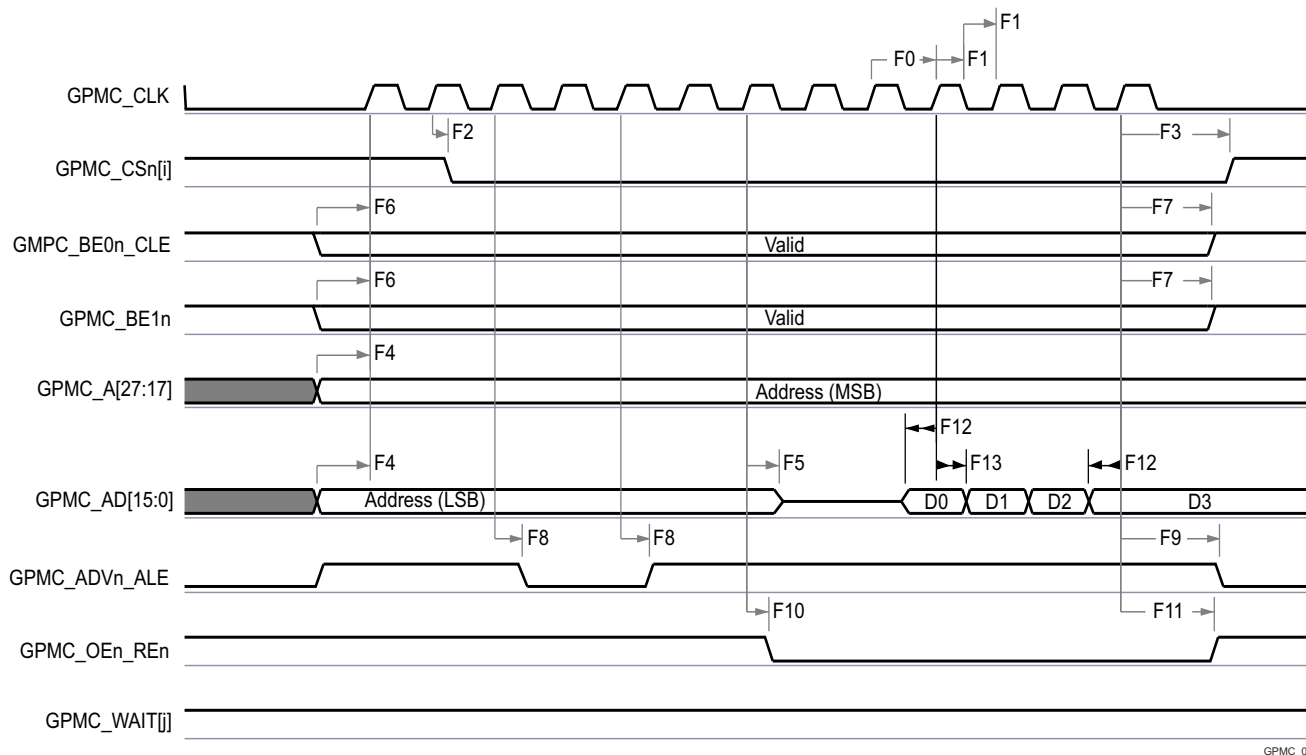 F1
F0 F1
GPMC_CLK
F2 F3
GPMC_CSn[i]
F6 F7
GMPC_BE0n_CLE Valid
F6 F7
GPMC_BE1n Valid
F4
GPMC_A[27:17] Address (MSB)
F12
F4 F5 F13 F12
GPMC_AD[15:0] Address (LSB) D0 D1 D2 D3
F8 F8 F9
GPMC_ADVn_ALE
F10 F11
GPMC_OEn_REn
GPMC_WAIT[j]
GPMC_0